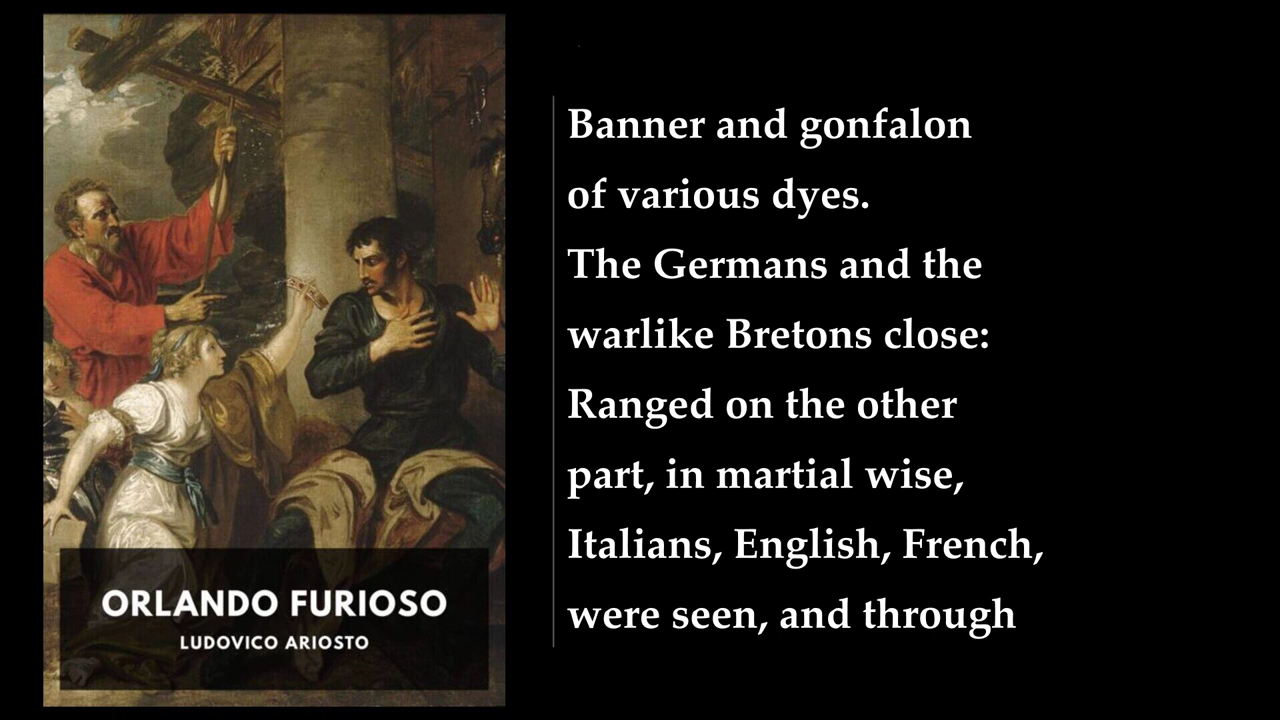 ORLANDO FURIOSO
LUDOVICO ARIOSTO
Banner and gonfalon
of various dyes.
The Germans and the
warlike Bretons close:
Ranged on the other
part, in martial wise,
Italians, English, French,
were seen, and through